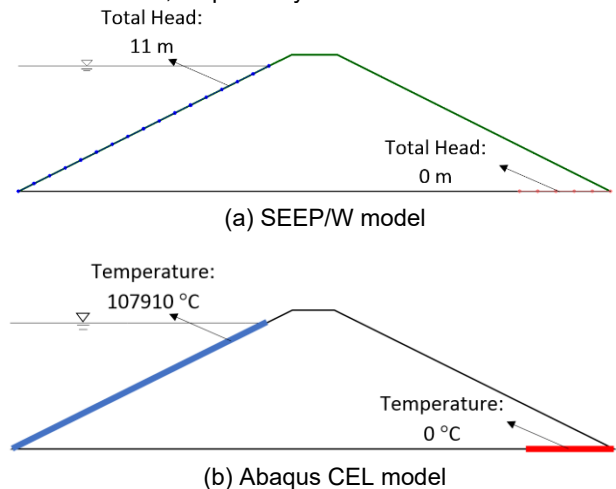 Total Head:
11 m
Total Head:
0 m
(a) SEEP/W model
Temperature:
107910 °C
Temperature:
0 °C
(b) Abaqus CEL model